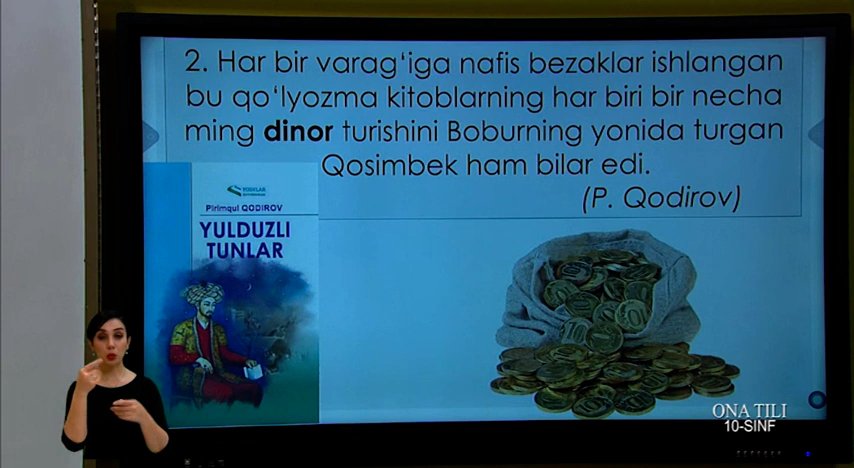 2. Har bir varag‘iga nafis bezaklar ishlangan
bu qo‘lyozma kitoblarning har biri bir necha
ming dinor turishini Boburning yonida turgan
Qosimbek ham bilar edi.
(P. Qodirov)
Pirimqul QODIROV
YULDUZLI
TUNLAR
ONA TILI
10-SINF